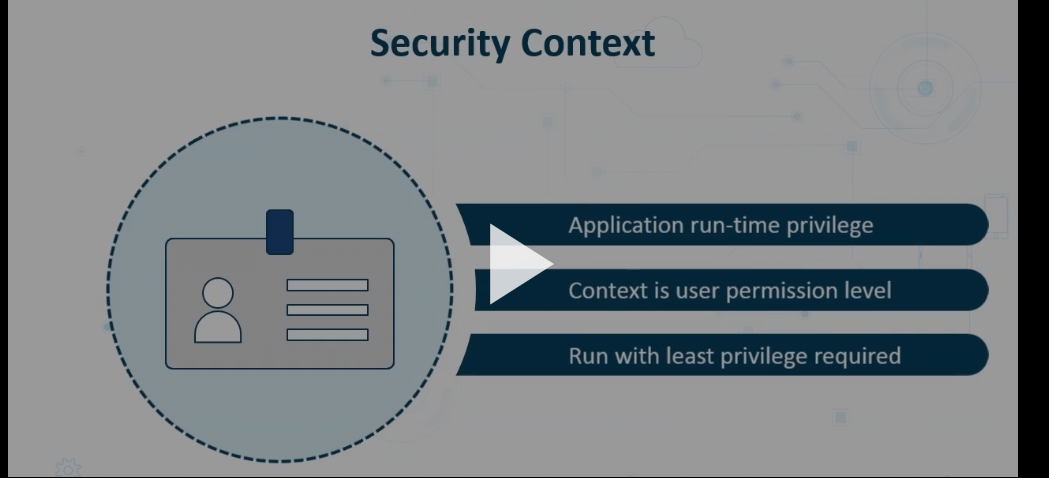 Security Context
Application run-time privilege
Context is user permission level
Run with least privilege required